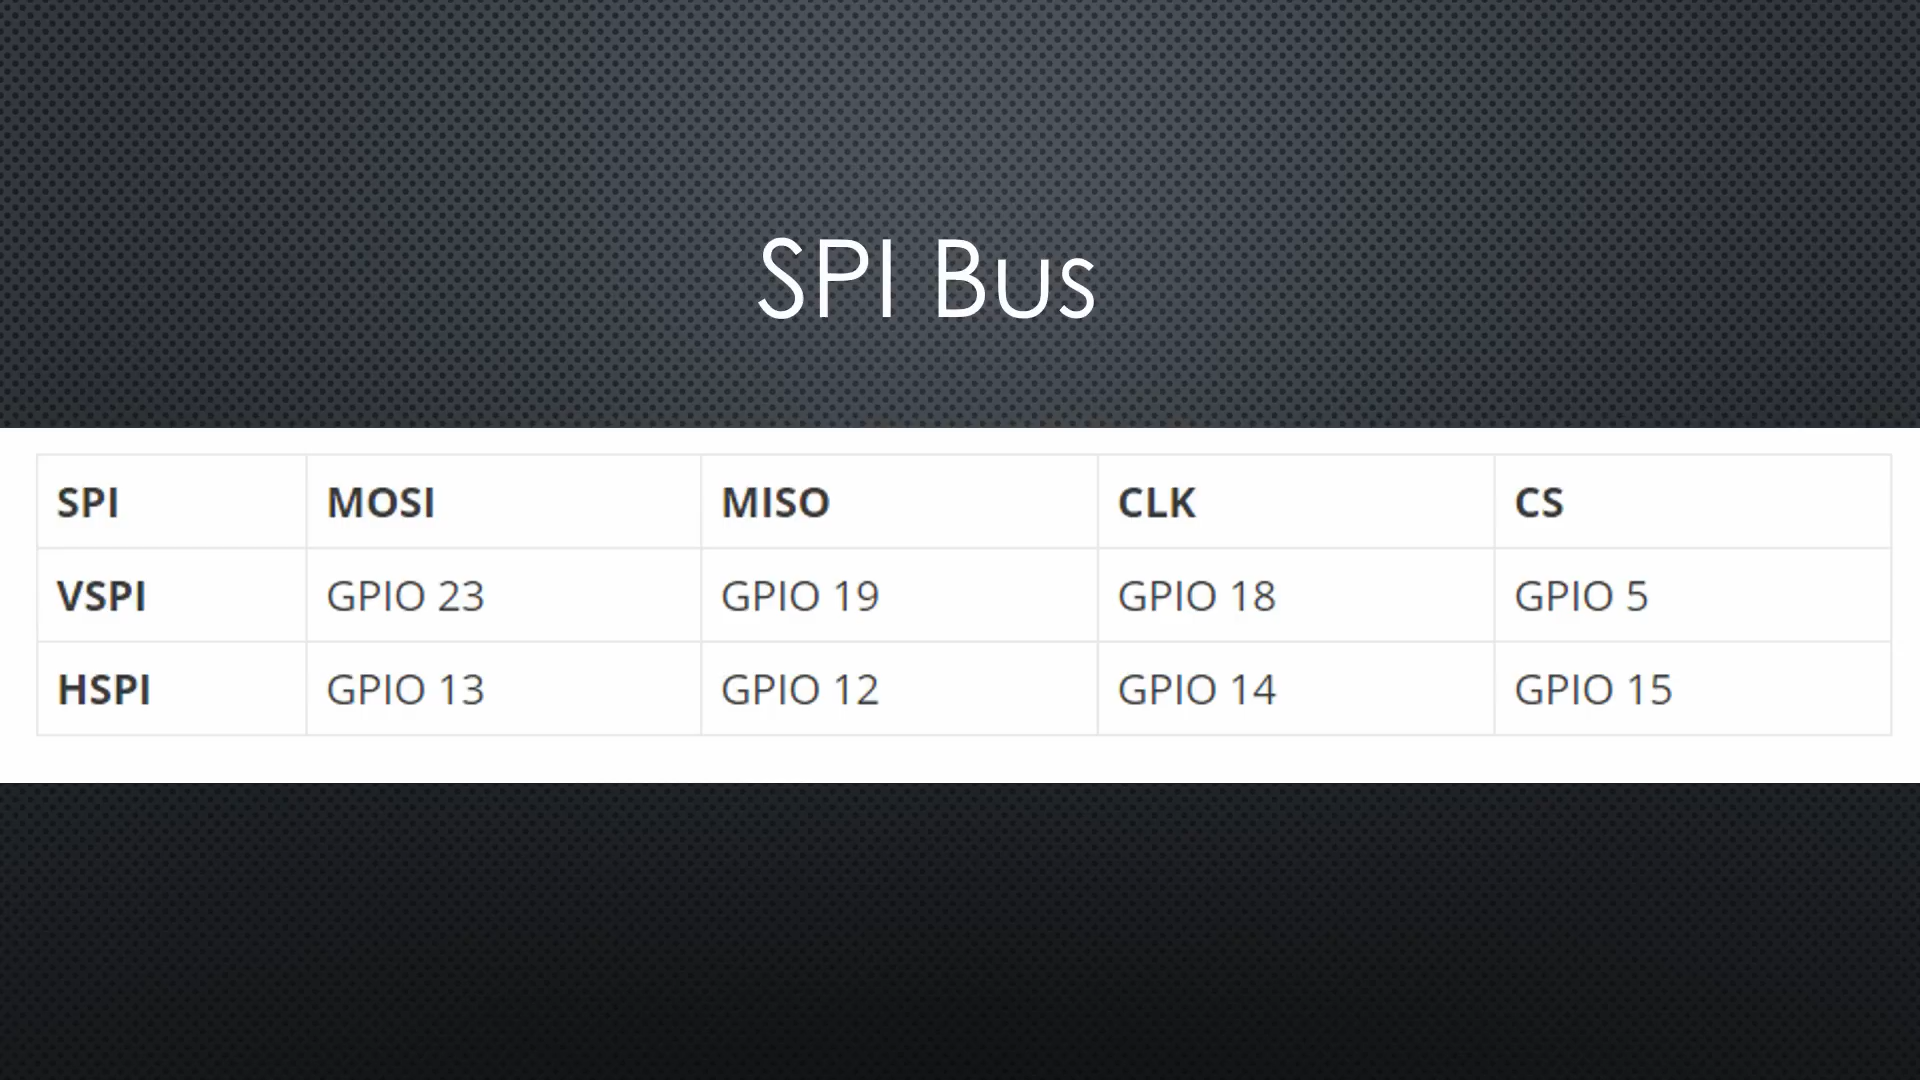 SPI Bus
SPI MOSI MISO CLK CS
VSPI GPIO 23 GPIO 19 GPIO 18 GPIO 5
HSPI GPIO 13 GPIO 12 GPIO 14 GPIO 15